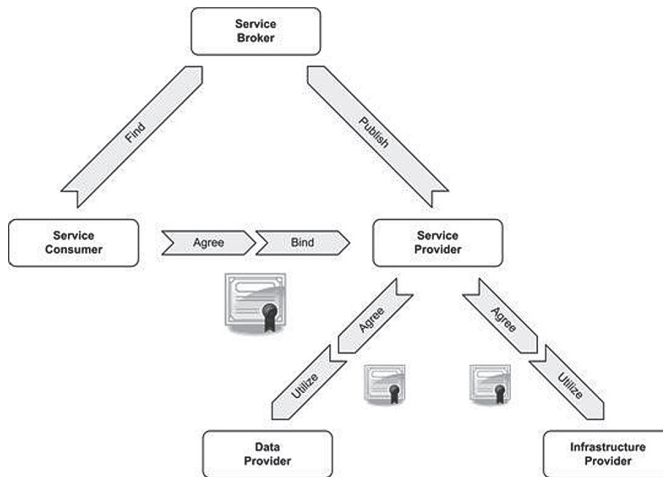 Service
Broker
Find
Publish
Service
Consumer
Agree
Bind
Service
Provider
Agree
Agree
Utilize
Utilize
Data
Provider
Infrastructure
Provider